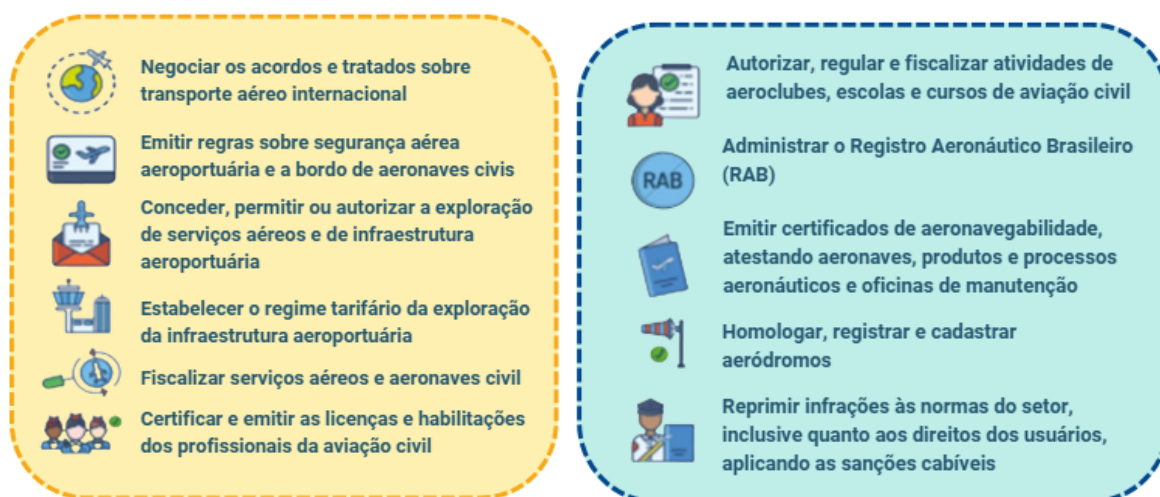 Negociar os acordos e tratados sobre
transporte aéreo internacional
Emitir regras sobre segurança aérea
aeroportuária e a bordo de aeronaves civis
Conceder, permitir ou autorizar a exploração
de serviços aéreos e de infraestrutura
aeroportuária
Estabelecer o regime tarifário da exploração
da infraestrutura aeroportuária
Fiscalizar serviços aéreos e aeronaves civil
Certificar e emitir as licenças e habilitações
dos profissionais da aviação civil
Autorizar, regular e fiscalizar atividades de
aeroclubes, escolas e cursos de aviação civil
RAB
Administrar o Registro Aeronáutico Brasileiro
(RAB)
Emitir certificados de aeronavegabilidade,
atestando aeronaves, produtos e processos
aeronáuticos e oficinas de manutenção
Homologar, registrar e cadastrar
aeródromos
Reprimir infrações às normas do setor,
inclusive quanto aos direitos dos usuários,
aplicando as sanções cabíveis